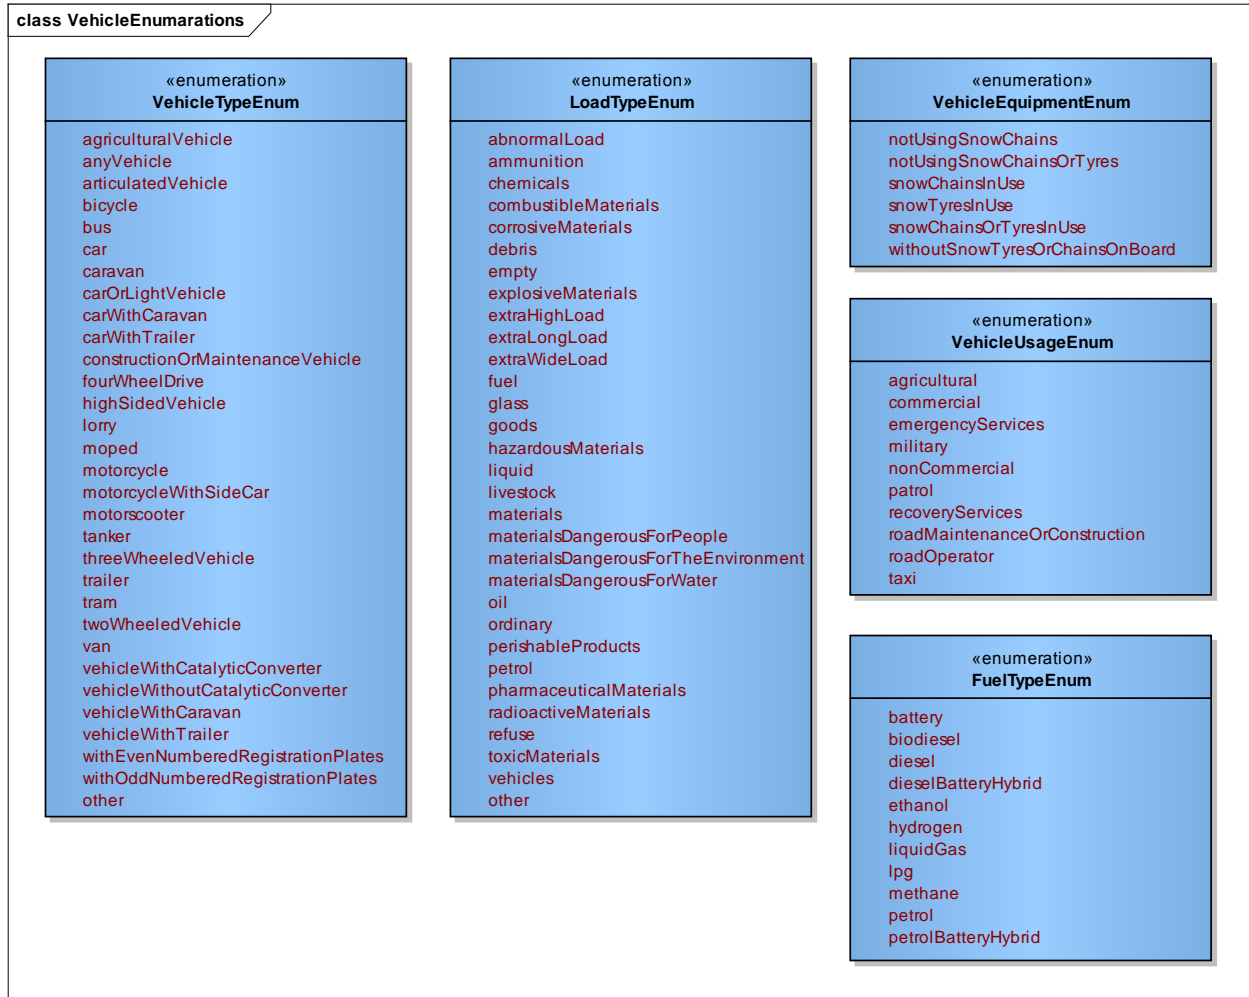 class VehicleEnumarations
«enumeration»
VehicleTypeEnum
agriculturalVehicle
anyVehicle
articulatedVehicle
bicycle
bus
car
caravan
carOrLightVehicle
carWithCaravan
carWithTrailer
constructionOrMaintenanceVehicle
fourWheelDrive
highSidedVehicle
lorry
moped
motorcycle
motorcycleWithSideCar
motorscooter
tanker
threeWheeledVehicle
trailer
tram
twoWheeledVehicle
van
vehicleWithCatalyticConverter
vehicleWithoutCatalyticConverter
vehicleWithCaravan
vehicleWithTrailer
withEvenNumberedRegistrationPlates
withOddNumberedRegistrationPlates
other
«enumeration»
LoadTypeEnum
abnormalLoad
ammunition
chemicals
combustibleMaterials
corrosiveMaterials
debris
empty
explosiveMaterials
extraHighLoad
extraLongLoad
extraWideLoad
fuel
glass
goods
hazardousMaterials
liquid
livestock
materials
materialsDangerousForPeople
materialsDangerousForTheEnvironment
materialsDangerousForWater
oil
ordinary
perishableProducts
petrol
pharmaceuticalMaterials
radioactiveMaterials
refuse
toxicMaterials
vehicles
other
«enumeration»
VehicleEquipmentEnum
notUsingSnowChains
notUsingSnowChainsOrTyres
snowChainsInUse
snowTyresInUse
snowChainsOrTyresInUse
withoutSnowTyresOrChainsOnBoard
«enumeration»
VehicleUsageEnum
agricultural
commercial
emergencyServices
military
nonCommercial
patrol
recoveryServices
roadMaintenanceOrConstruction
roadOperator
taxi
«enumeration»
FuelTypeEnum
battery
biodiesel
diesel
dieselBatteryHybrid
ethanol
hydrogen
liquidGas
lpg
methane
petrol
petrolBatteryHybrid